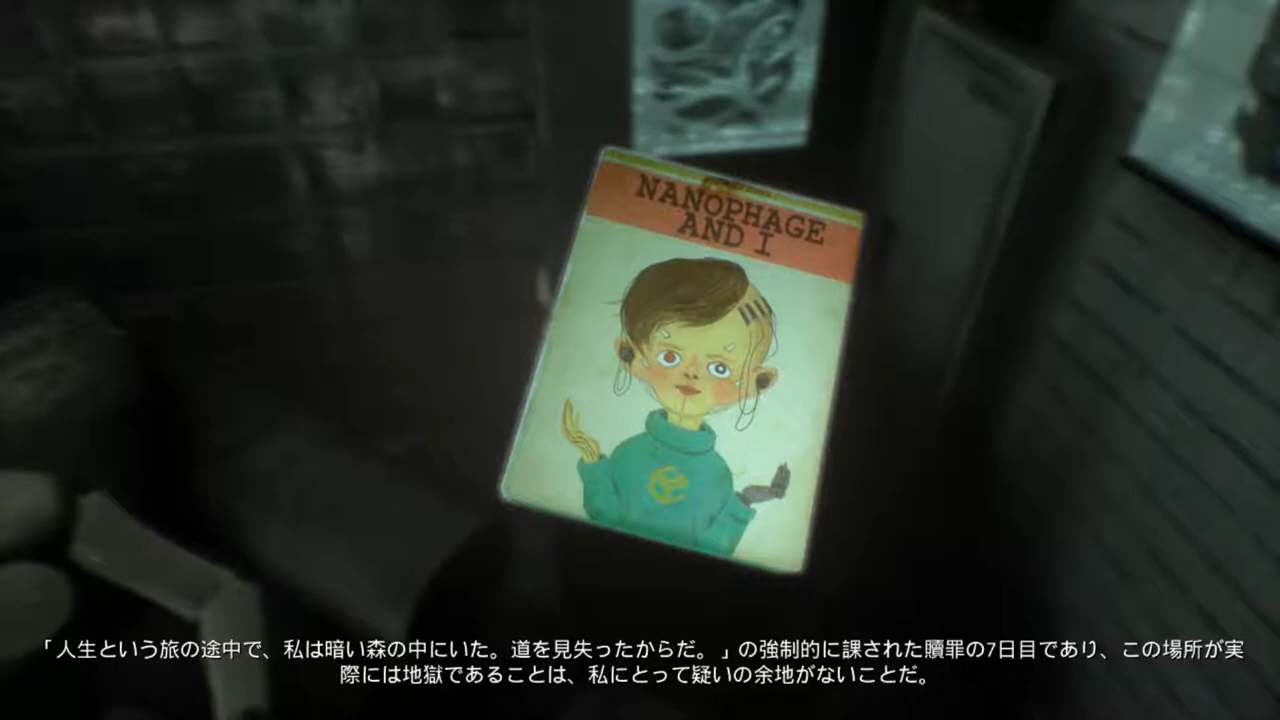 NANOPHAGE
AND I
「人生という旅の途中で、私は暗い森の中にいた。道を見失ったからだ。」の強制的に課された贖罪の7日目であり、この場所が実
際には地獄であることは、私にとって疑いの余地がないことだ。